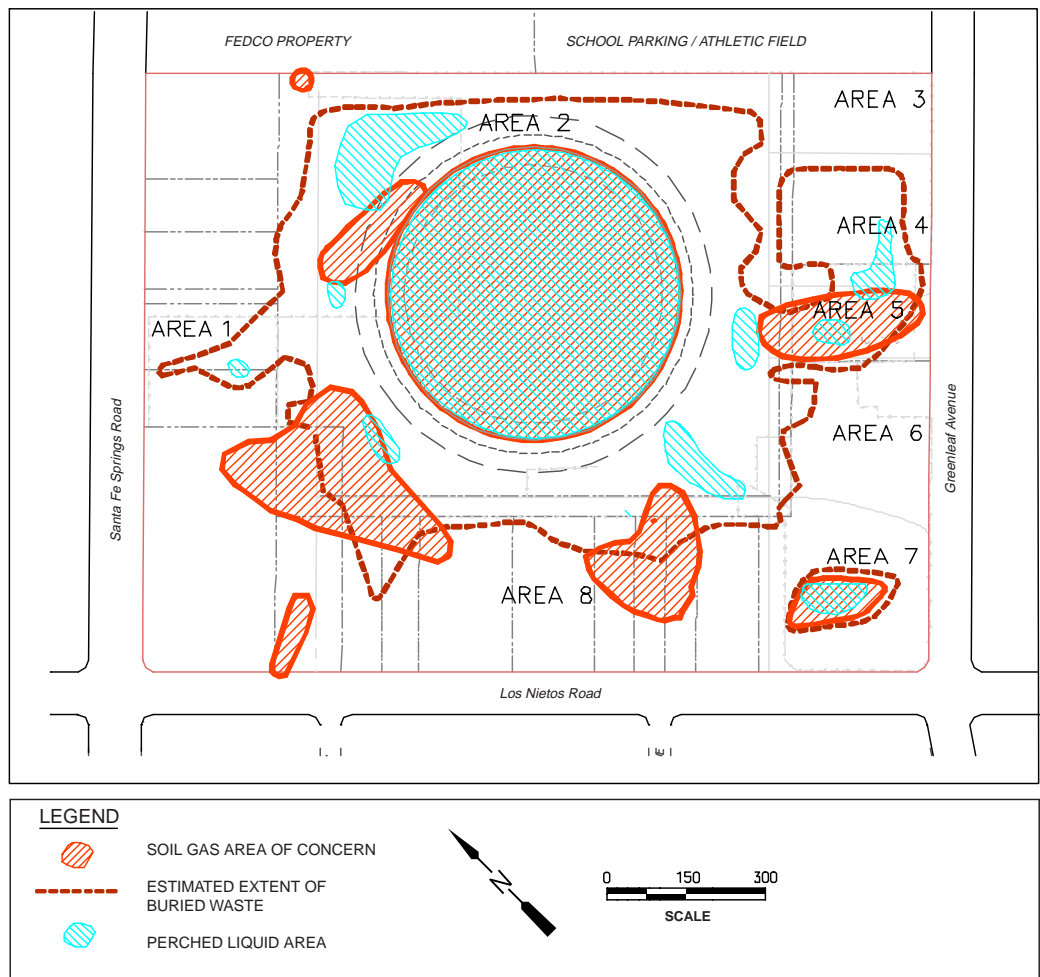 FEDCO PROPERTY
SCHOOL PARKING / ATHLETIC FIELD
AREA 3
AREA 2
AREA 4
AREA 5
AREA 1
AREA 6
Santa Fe Springs Road
Greenleaf Avenue
AREA 7
AREA 8
Los Nietos Road
LEGEND
SOIL GAS AREA OF CONCERN
ESTIMATED EXTENT OF
BURIED WASTE
PERCHED LIQUID AREA
N
0 150 300
SCALE